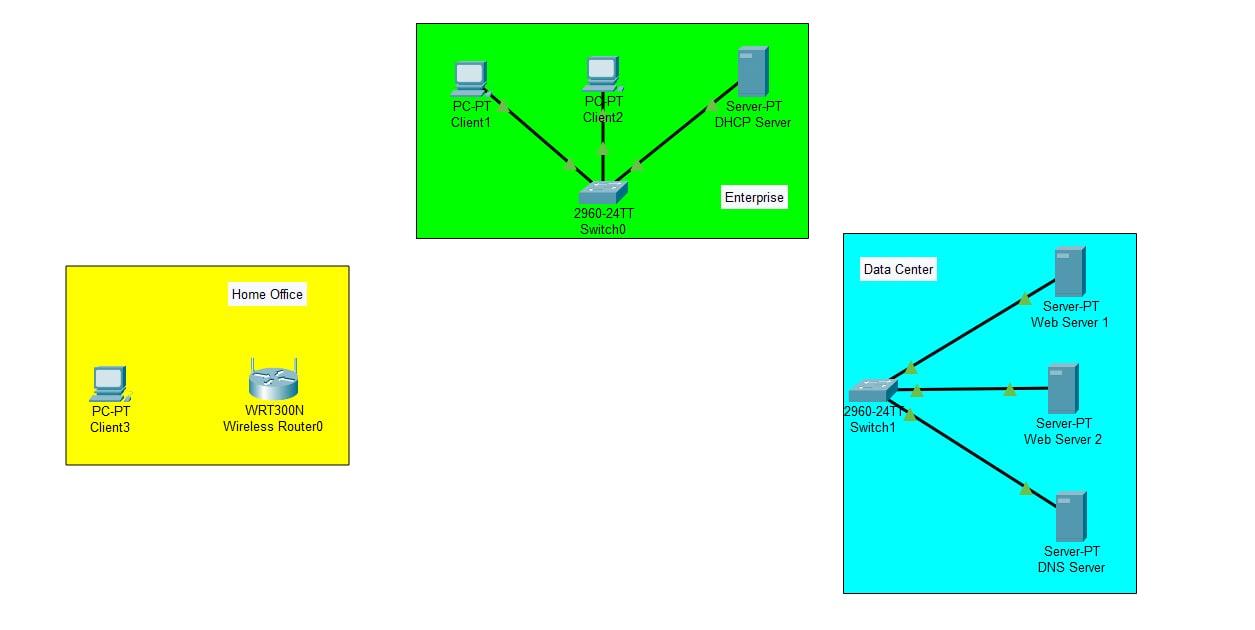 PC-PT
Client1
PC-PT
Client2
Server-PT
DHCP Server
2960-24TT
Switch0
Enterprise
Home Office
PC-PT
Client3
WRT300N
Wireless Router0
Data Center
Server-PT
Web Server 1
2960-24TT
Switch1
Server-PT
Web Server 2
Server-PT
DNS Server